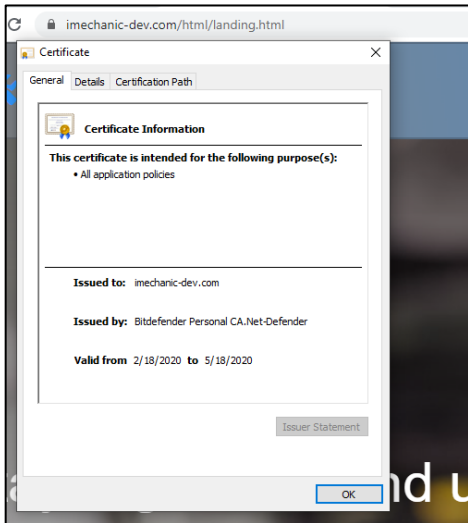 imechanic-dev.com/html/landing.html
Certificate
General Details Certification Path
Certificate Information
This certificate is intended for the following purpose(s):
• All application policies
Issued to: imechanic-dev.com
Issued by: Bitdefender Personal CA.Net-Defender
Valid from 2/18/2020 to 5/18/2020
Issuer Statement
OK